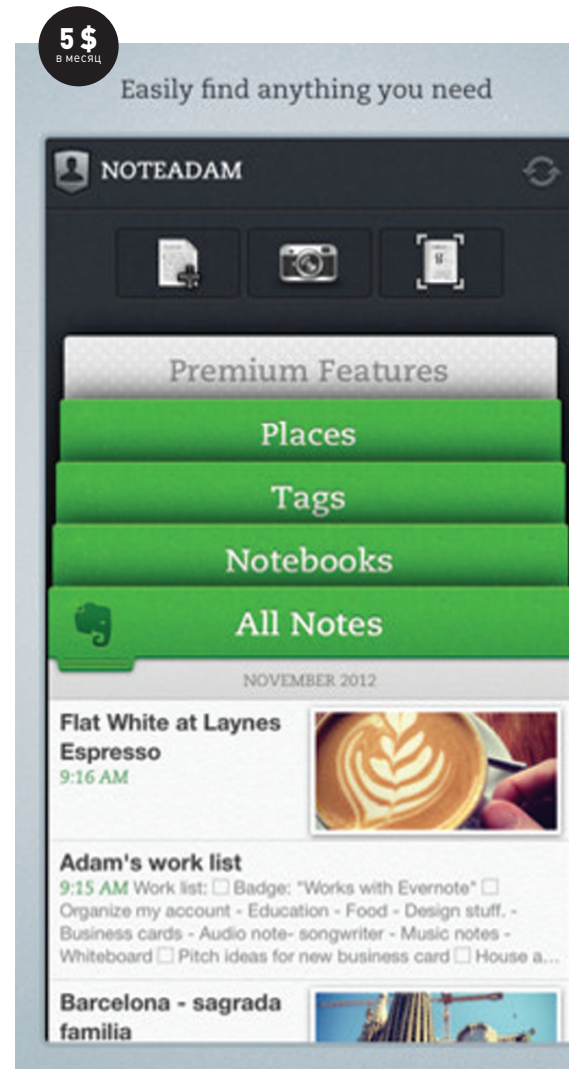 5 $
в месяц
Easily find anything you need
NOTEADAM
Premium Features
Places
Tags
Notebooks
All Notes
NOVEMBER 2012
Flat White at Laynes
Espresso
9:16 AM
Adam's work list
9:15 AM Work list: ☐ Badge: "Works with Evernote" ☐
Organize my account - Education - Food - Design stuff. -
Business cards - Audio note- songwriter - Music notes -
Whiteboard ☐ Pitch ideas for new business card ☐ House a...
Barcelona - sagrada
familia